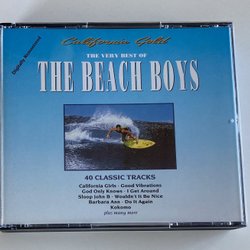 California Gold
Digitally Remastered
THE VERY BEST OF
THE BEACH BOYS
40 CLASSIC TRACKS
California Girls · Good Vibrations
God Only Knows · I Get Around
Sloop John B · Wouldn't It Be Nice
Barbara Ann · Do It Again
Kokomo
plus many more